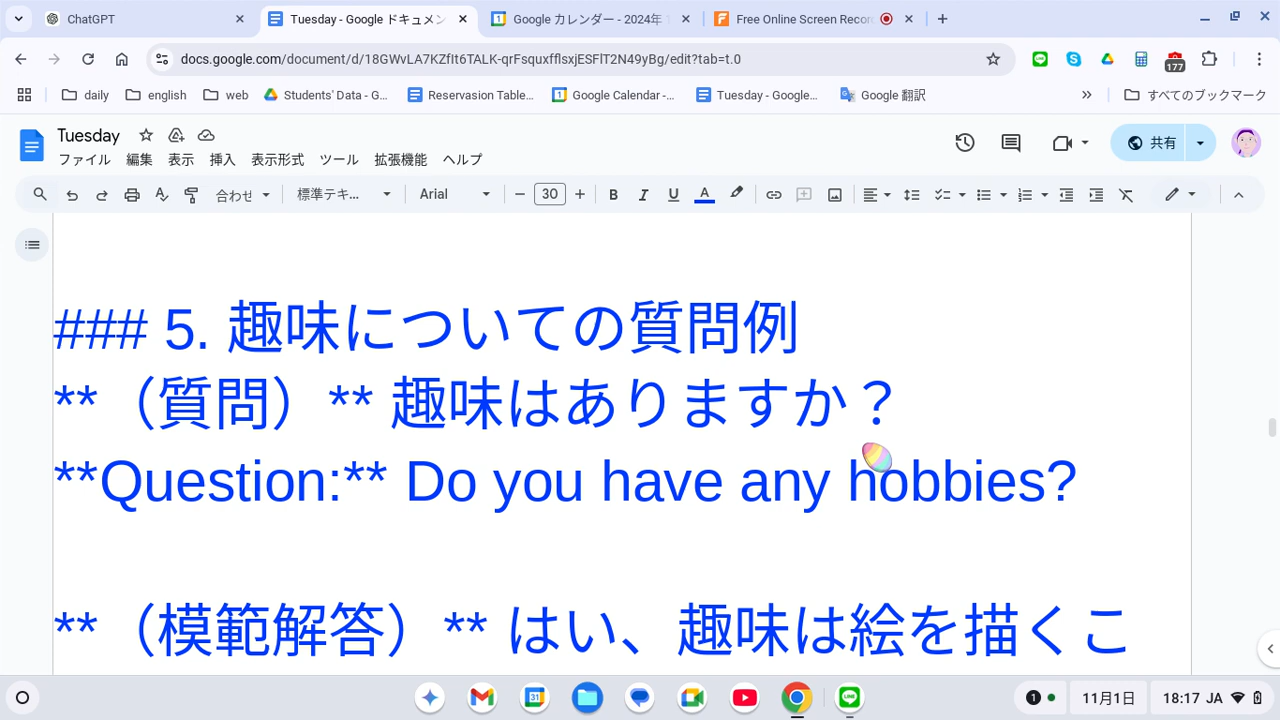 ChatGPT
Tuesday - Google ドキュメン
Google カレンダー - 2024年
Free Online Screen Recor
docs.google.com/document/d/
/edit?tab=t.0
177
daily
english
web
Students' Data - G...
Reservasion Table...
Google Calendar -...
Tuesday - Google...
Google 翻訳
すべてのブックマーク
Tuesday
共有
ファイル 編集 表示 挿入 表示形式 ツール 拡張機能 ヘルプ
合わせ 標準テキ... Arial 30 B I U A
### 5. 趣味についての質問例
**（質問）** 趣味はありますか？
**Question:** Do you have any hobbies?
**（模範解答）** はい、趣味は絵を描くこ
31
1
11月1日
18:17 JA